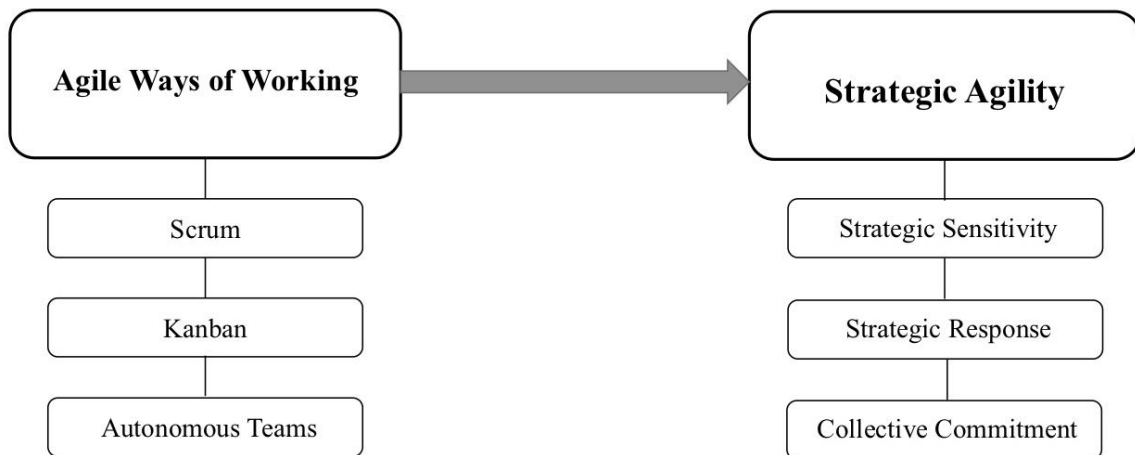 Agile Ways of Working
Scrum
Kanban
Autonomous Teams
Strategic Agility
Strategic Sensitivity
Strategic Response
Collective Commitment